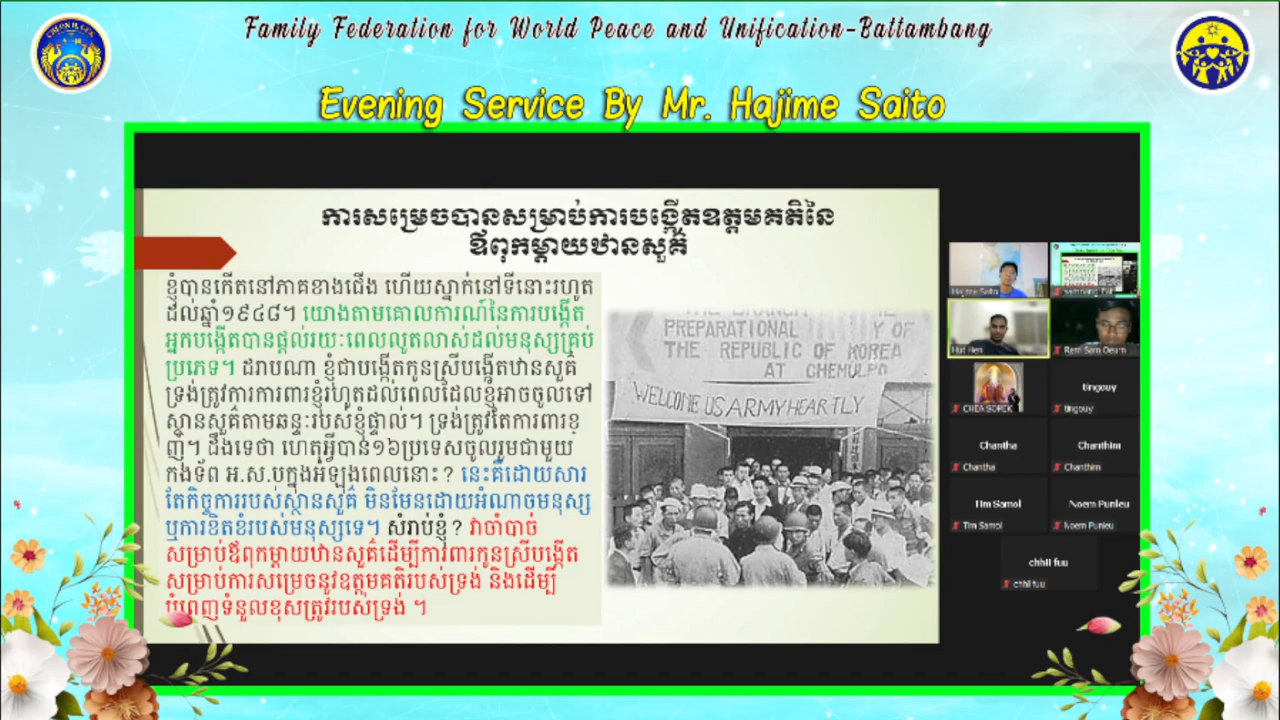 Family Federation for World Peace and Unification-Battambang
Evening Service By Mr. Hajime Saito
ការសម្រេចបានសម្រាប់ការបង្កើតឧត្តមគតិនៃ
ឪពុកម្តាយឋានសួគ៌
ខ្ញុំបានកើតនៅភាគខាងជើង ហើយស្នាក់នៅទីនោះរហូត
ដល់ឆ្នាំ១៩៤៨។ យោងតាមគោលការណ៍នៃការបង្កើត
អ្នកបង្កើតបានផ្តល់រយៈពេលលូតលាស់ដល់មនុស្សគ្រប់
ប្រភេទ។ ដរាបណា ខ្ញុំជាបង្កើតកូនស្រីបង្កើតឋានសួគ៌
ទ្រង់ត្រូវការការពារខ្ញុំរហូតដល់ពេលដែលខ្ញុំអាចចូលទៅ
ស្ថានសួគ៌តាមឆន្ទៈរបស់ខ្ញុំផ្ទាល់។ ទ្រង់ត្រូវតែការពារខ្
ញុំ។ ដឹងទេថា ហេតុអ្វីបាន១៦ប្រទេសចូលរួមជាមួយ
កងទ័ព អ.ស.បក្នុងអំឡុងពេលនោះ? នេះគឺដោយសារ
តែកិច្ចការរបស់ស្ថានសួគ៌ មិនមែនដោយអំណាចមនុស្ស
ឬការខិតខំរបស់មនុស្សទេ។ សំរាប់ខ្ញុំ? វាចាំបាច់
សម្រាប់ឪពុកម្តាយឋានសួគ៌ដើម្បីការពារកូនស្រីបង្កើត
សម្រាប់ការសម្រេចនូវឧត្តមគតិរបស់ទ្រង់ និងដើម្បី
បំពេញទំនួលខុសត្រូវរបស់ទ្រង់ ។
PREPARATIONAL Y OF
THE REPUBLIC OF KOREA
AT CHEMULPO
WELCOME US ARMY HEARTLY
Hajime Saito
Hut Hen
Rem Sam Oeurn
CHEA SOPEK
tingouy
tingouy
Chantha
Chanthim
Chantha
Chanthim
Tim Samol
Noem Punleu
Tim Samol
Noem Punleu
chhil fuu
chhil fuu